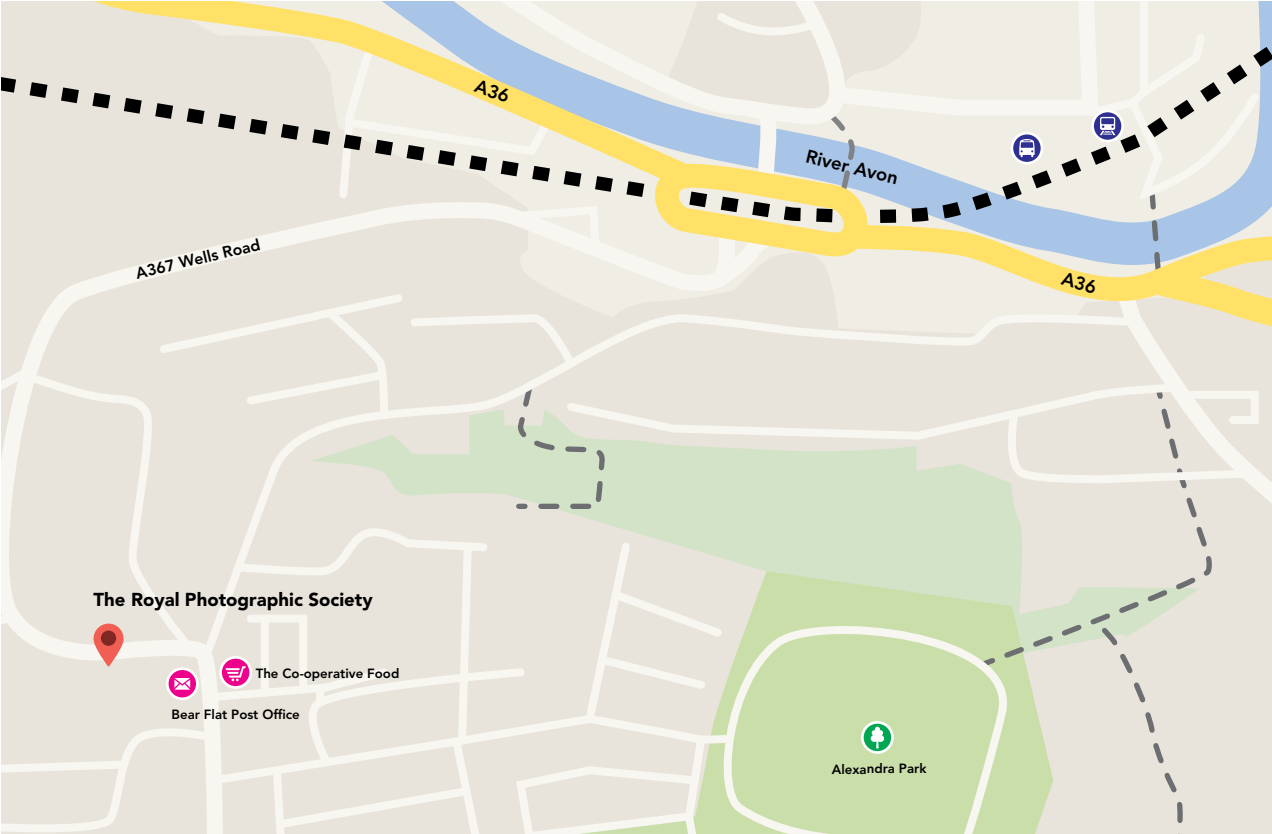 A36
River Avon
A367 Wells Road
A36
The Royal Photographic Society
The Co-operative Food
Bear Flat Post Office
Alexandra Park